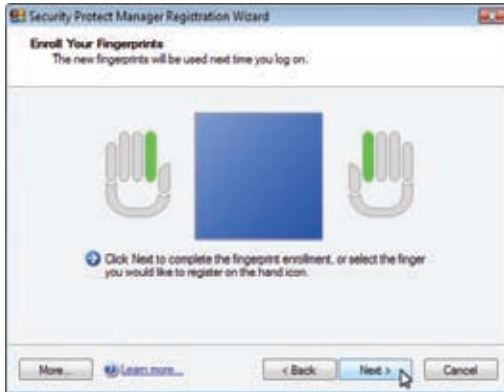 Security Protect Manager Registration Wizard
Enroll Your Fingerprints
The new fingerprints will be used next time you log on.
Click Next to complete the fingerprint enrollment, or select the finger
you would like to register on the hand icon.
More... Learn more... < Back Next > Cancel